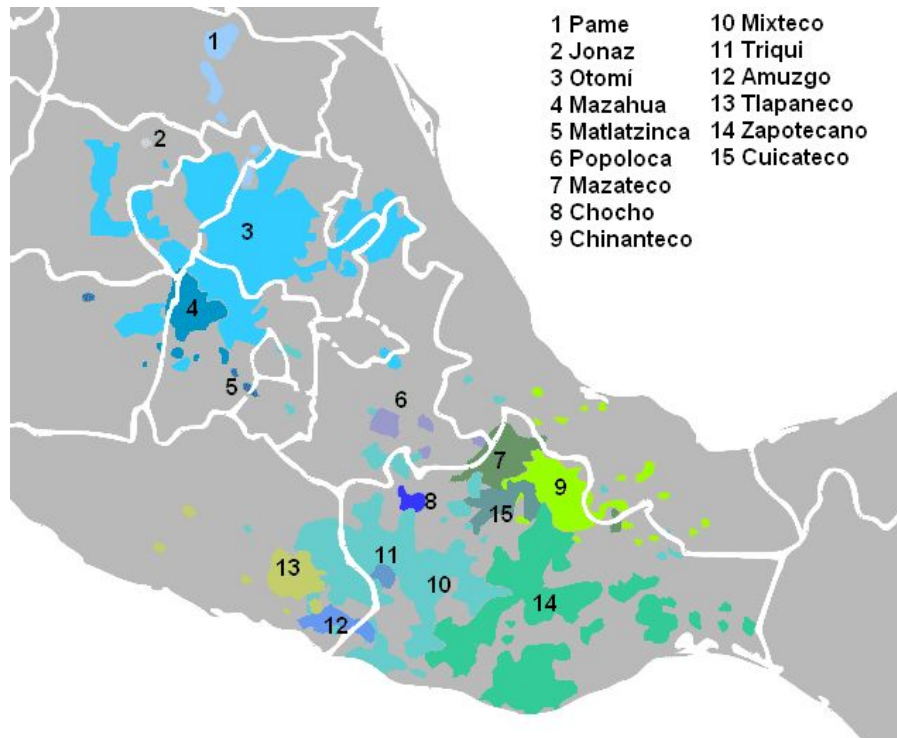 1 Pame
2 Jonaz
3 Otomí
4 Mazahua
5 Matlatzinca
6 Popoloca
7 Mazateco
8 Chocho
9 Chinanteco
10 Mixteco
11 Triqui
12 Amuzgo
13 Tlapaneco
14 Zapotecano
15 Cuicateco
1
2
3
4
5
6
7
9
8
15
11
13
10
14
12